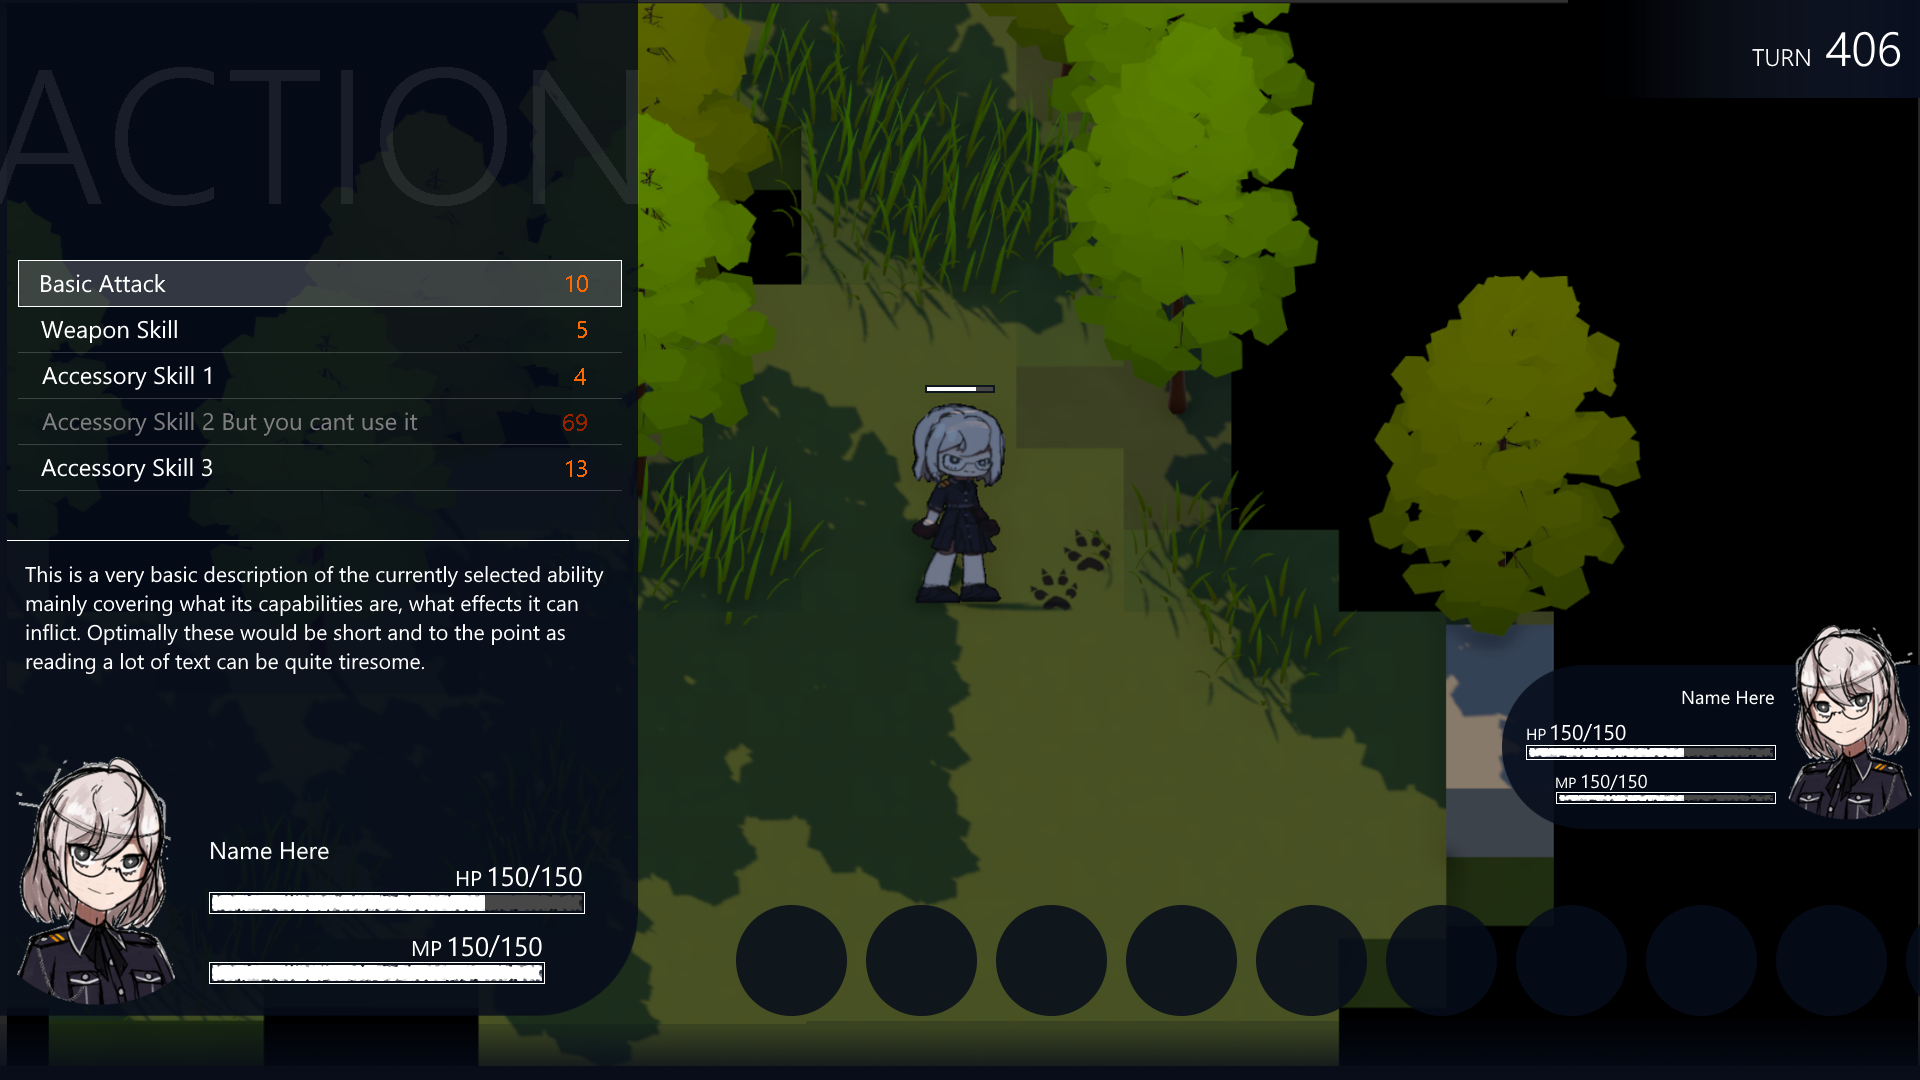 ACTION
TURN 406
Basic Attack 10
Weapon Skill 5
Accessory Skill 1 4
Accessory Skill 2 But you cant use it 69
Accessory Skill 3 13
This is a very basic description of the currently selected ability
mainly covering what its capabilities are, what effects it can
inflict. Optimally these would be short and to the point as
reading a lot of text can be quite tiresome.
Name Here
HP 150/150
MP 150/150
Name Here
HP 150/150
MP 150/150